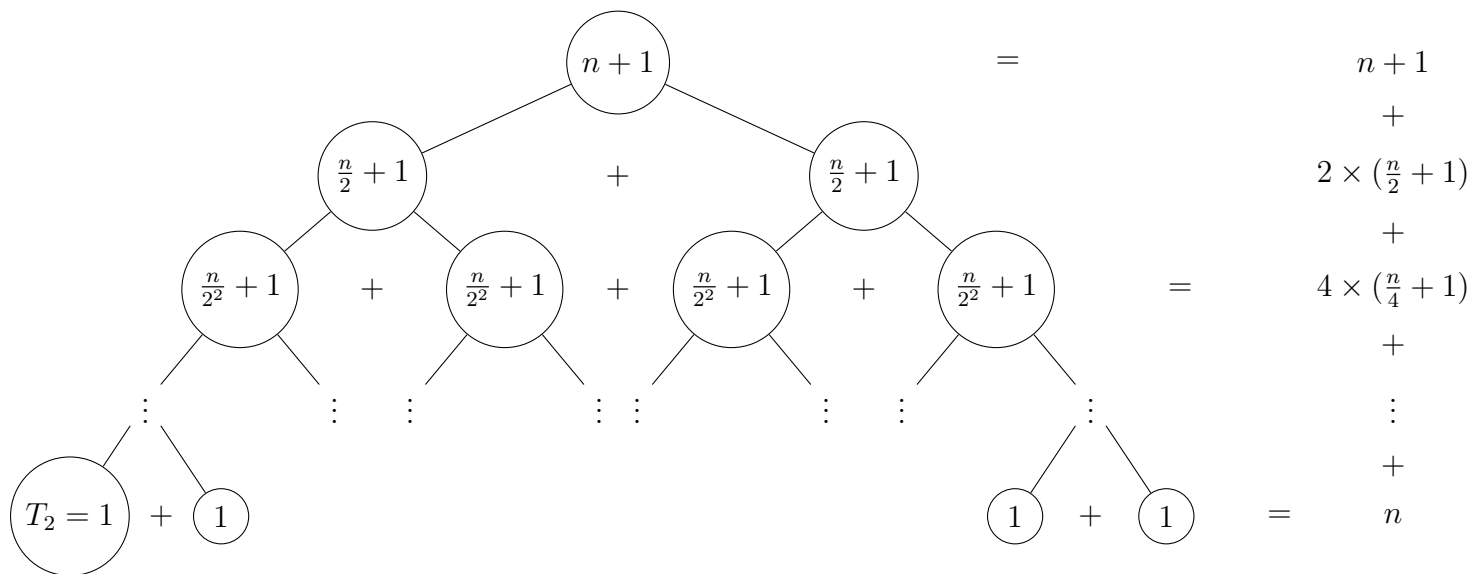 n + 1 = n + 1
+
n/2 + 1 + n/2 + 1 2 × (n/2 + 1)
+
n/2² + 1 + n/2² + 1 + n/2² + 1 + n/2² + 1 = 4 × (n/4 + 1)
+
⋮ ⋮ ⋮ ⋮ ⋮ ⋮ ⋮ ⋮ ⋮
+
T₂ = 1 + 1 1 + 1 = n